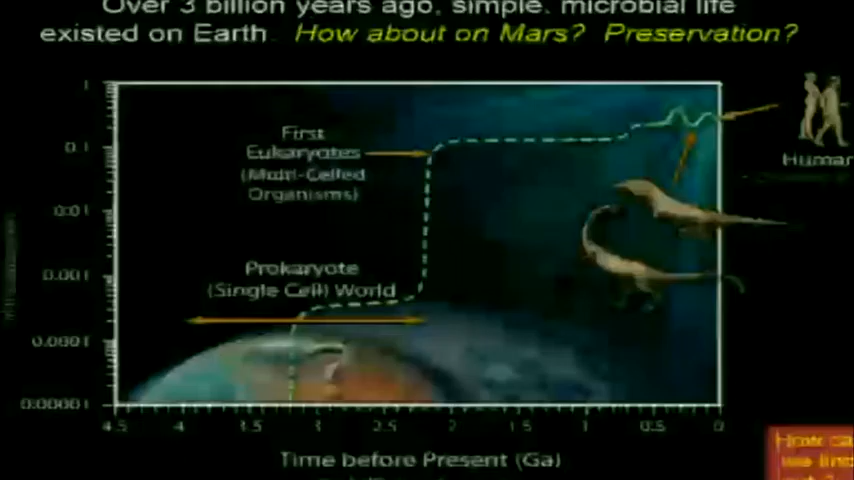 Over 3 billion years ago, simple, microbial life
existed on Earth. How about on Mars? Preservation?
1
0.1
0.01
0.001
0.0001
0.00001
First
Eukaryotes
(Multi-Celled
Organisms)
Prokaryote
(Single Cell) World
Human
4.5 4 3.5 3 2 1.5 1 0.5 0
Time before Present (Ga)
How